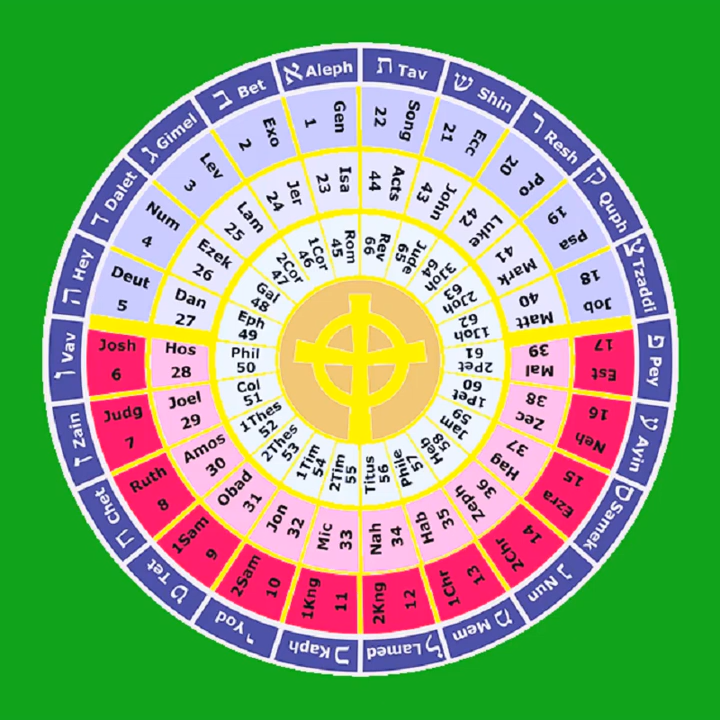 א Aleph
ב Bet
ג Gimel
ד Dalet
ה Hey
ו Vav
ז Zain
ח Chet
ט Tet
י Yod
כ Kaph
ל Lamed
מ Mem
נ Nun
ס Samek
ע Ayin
פ Pey
צ Tzaddi
ק Quph
ר Resh
ש Shin
ת Tav
Gen
1
Exo
2
Lev
3
Num
4
Deut
5
Josh
6
Judg
7
Ruth
8
1Sam
9
2Sam
10
1Kng
11
2Kng
12
1Chr
13
2Chr
14
Ezra
15
Neh
16
Est
17
Job
18
Psa
19
Pro
20
Ecc
21
Song
22
Isa
23
Jer
24
Lam
25
Ezek
26
Dan
27
Hos
28
Joel
29
Amos
30
Obad
31
Jon
32
Mic
33
Nah
34
Hab
35
Zeph
36
Hag
37
Zec
38
Mal
39
Matt
40
Mark
41
Luke
42
John
43
Acts
44
Rom
45
1Cor
46
2Cor
47
Gal
48
Eph
49
Phil
50
Col
51
1Thes
52
2Thes
53
1Tim
54
2Tim
55
Titus
56
Phile
57
Heb
58
Jam
59
1Pet
60
2Pet
61
1Joh
62
2Joh
63
3Joh
64
Jude
65
Rev
66